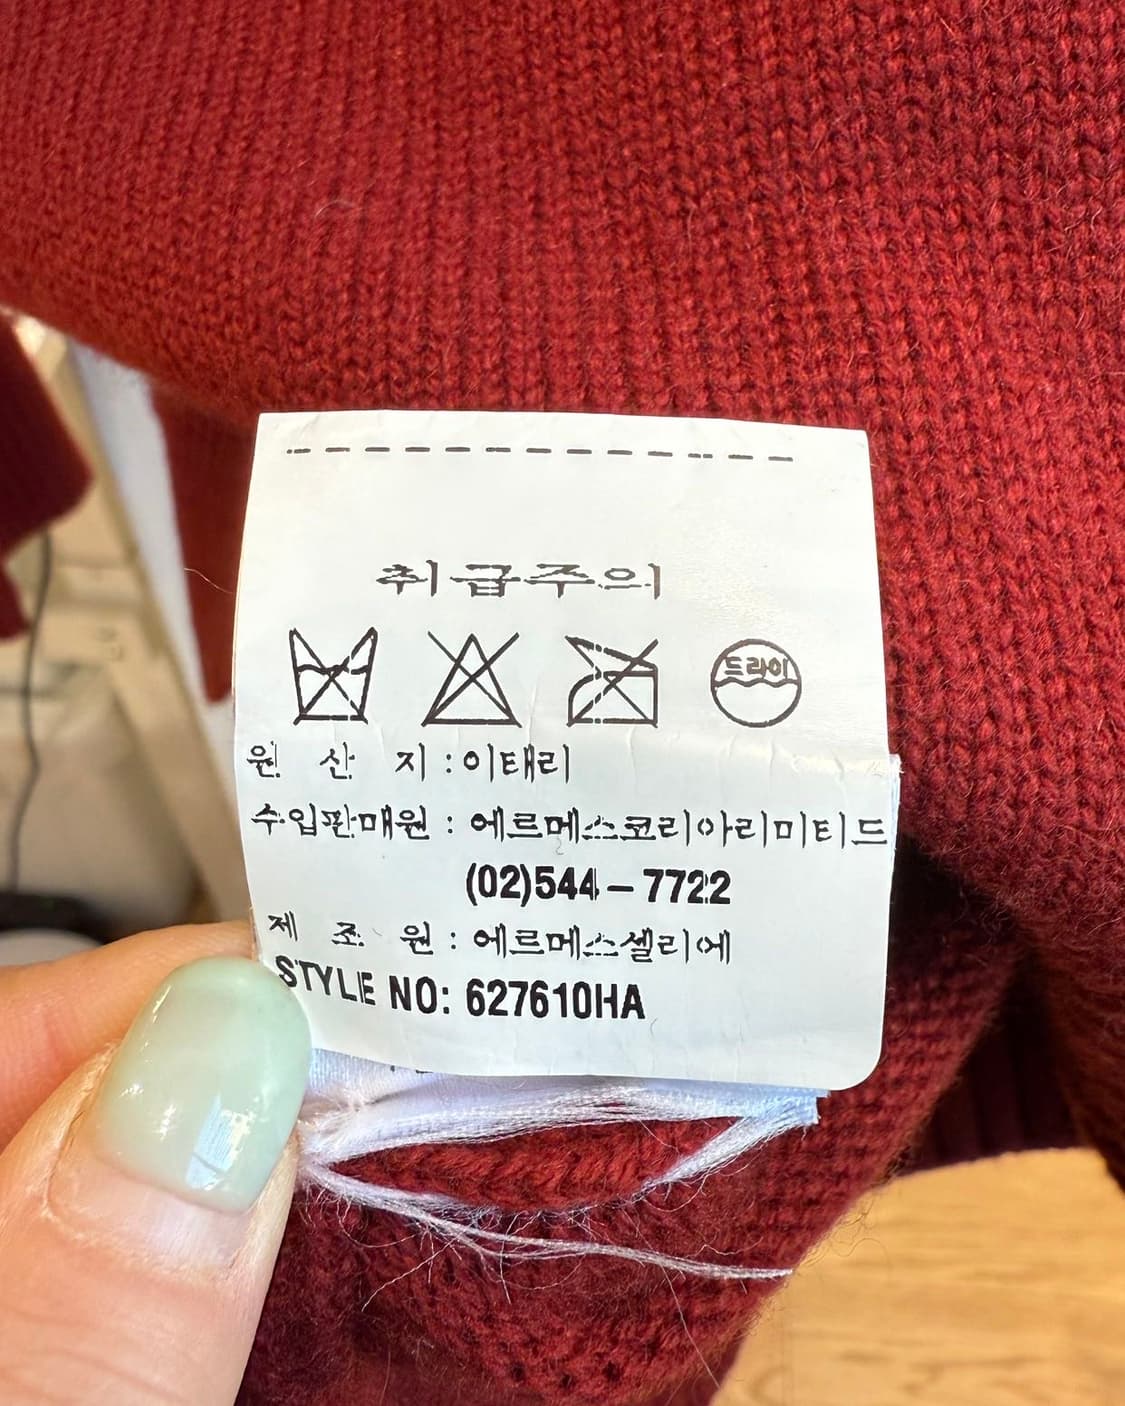 취급주의
드라이
원 산 지 : 이태리
수입판매원 : 에르메스코리아리미티드
(02)544-7722
제 조 원 : 에르메스셀리에
STYLE NO: 627610HA